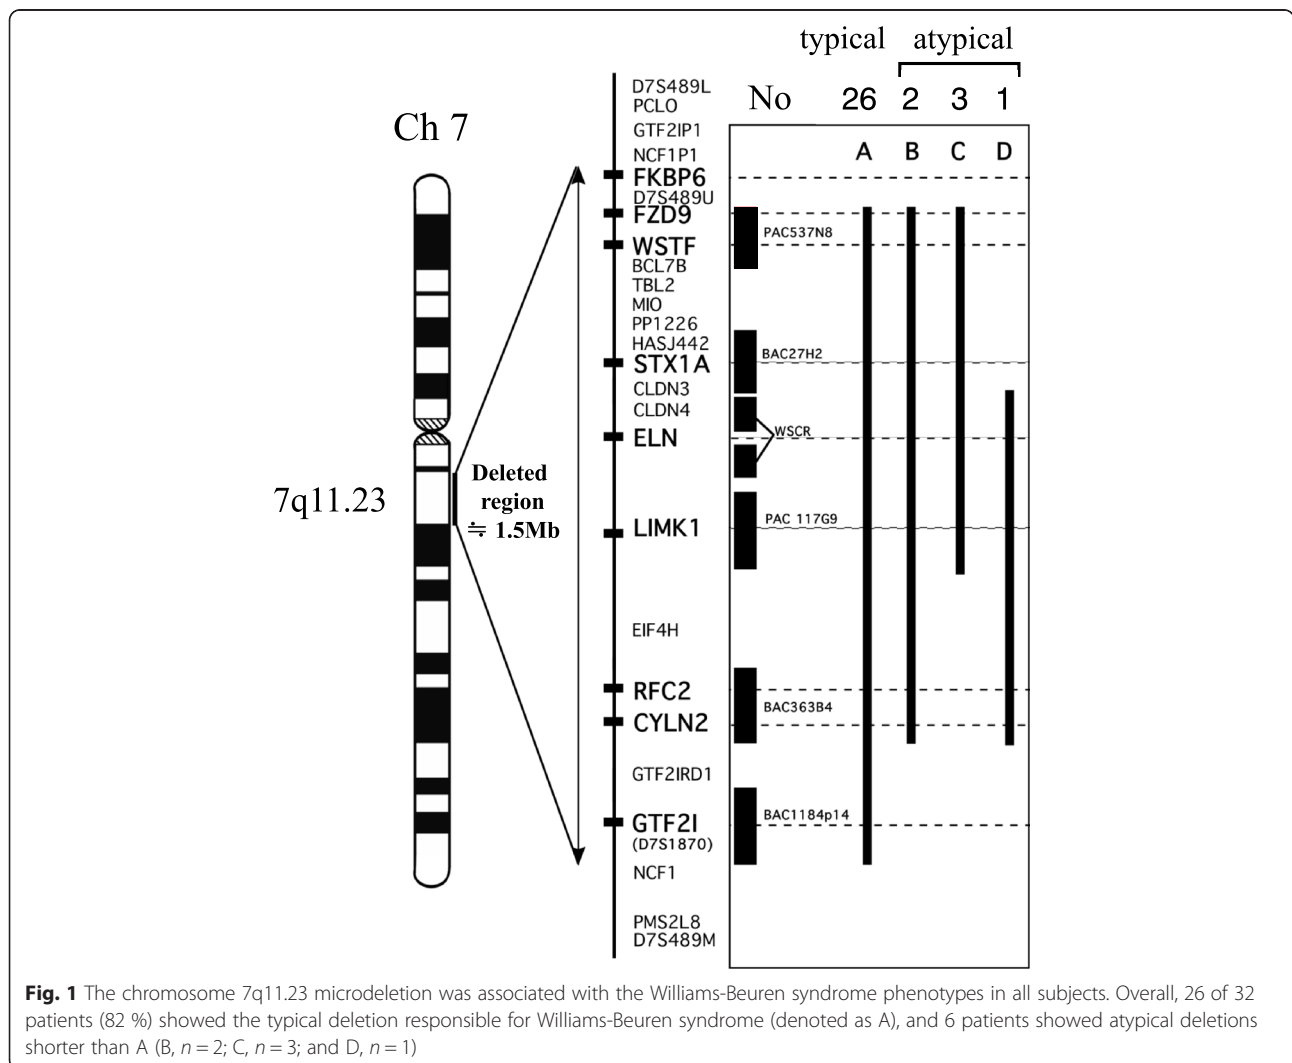 typical atypical
No 26 2 3 1
A B C D
Ch 7
7q11.23
Deleted
region
≒ 1.5Mb
D7S489L
PCLO
GTF2IP1
NCF1P1
FKBP6
D7S489U
FZD9
WSTF
BCL7B
TBL2
MIO
PP1226
HASJ442
STX1A
CLDN3
CLDN4
ELN
LIMK1
EIF4H
RFC2
CYLN2
GTF2IRD1
GTF2I
(D7S1870)
NCF1
PMS2L8
D7S489M
PAC537N8
BAC27H2
WSCR
PAC 117G9
BAC363B4
BAC1184p14
Fig. 1 The chromosome 7q11.23 microdeletion was associated with the Williams-Beuren syndrome phenotypes in all subjects. Overall, 26 of 32
patients (82 %) showed the typical deletion responsible for Williams-Beuren syndrome (denoted as A), and 6 patients showed atypical deletions
shorter than A (B, n = 2; C, n = 3; and D, n = 1)